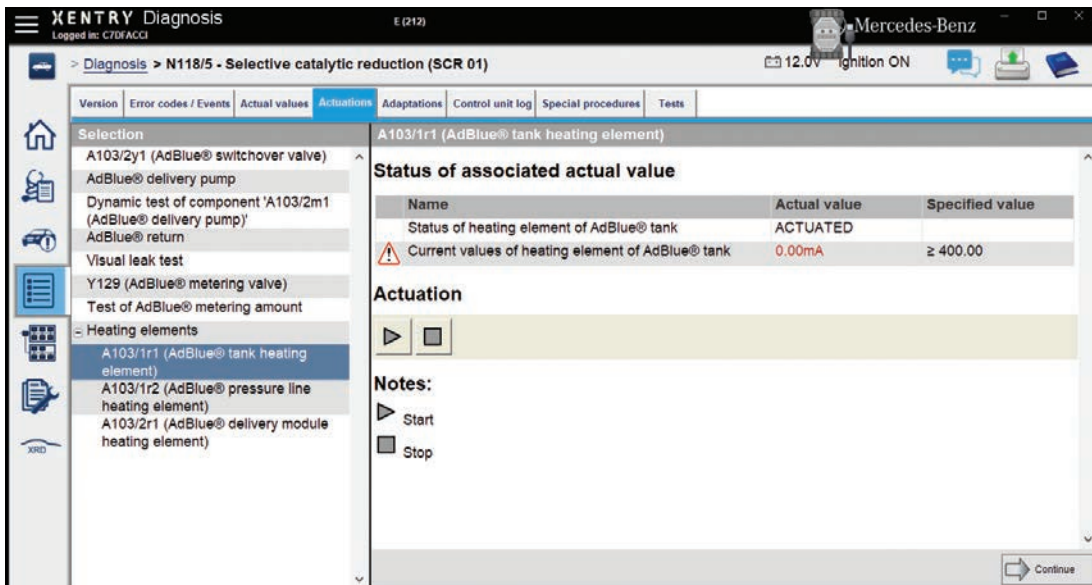 XENTRY Diagnosis
E (212)
Mercedes-Benz
Logged in: C7DFACCI
> Diagnosis > N118/5 - Selective catalytic reduction (SCR 01)
12.0V Ignition ON
Version Error codes / Events Actual values Actuations Adaptations Control unit log Special procedures Tests
Selection
A103/2y1 (AdBlue® switchover valve)
AdBlue® delivery pump
Dynamic test of component 'A103/2m1
(AdBlue® delivery pump)'
AdBlue® return
Visual leak test
Y129 (AdBlue® metering valve)
Test of AdBlue® metering amount
Heating elements
A103/1r1 (AdBlue® tank heating
element)
A103/1r2 (AdBlue® pressure line
heating element)
A103/2r1 (AdBlue® delivery module
heating element)
XRD
A103/1r1 (AdBlue® tank heating element)
Status of associated actual value
Name Actual value Specified value
Status of heating element of AdBlue® tank ACTUATED
Current values of heating element of AdBlue® tank 0.00mA ≥ 400.00
Actuation
Notes:
Start
Stop
Continue